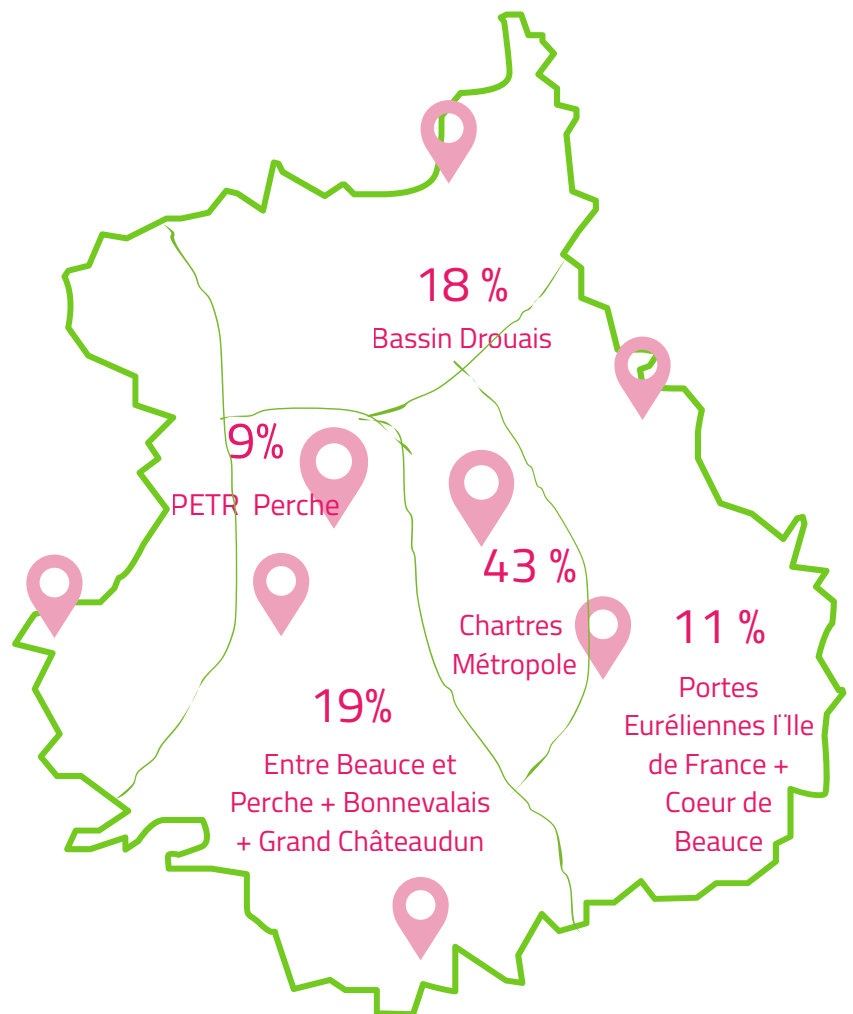 18 %
Bassin Drouais
9%
PETR Perche
43 %
Chartres
Métropole
11 %
Portes
Euréliennes l'Ile
de France +
Coeur de
Beauce
19%
Entre Beauce et
Perche + Bonnevalais
+ Grand Châteaudun